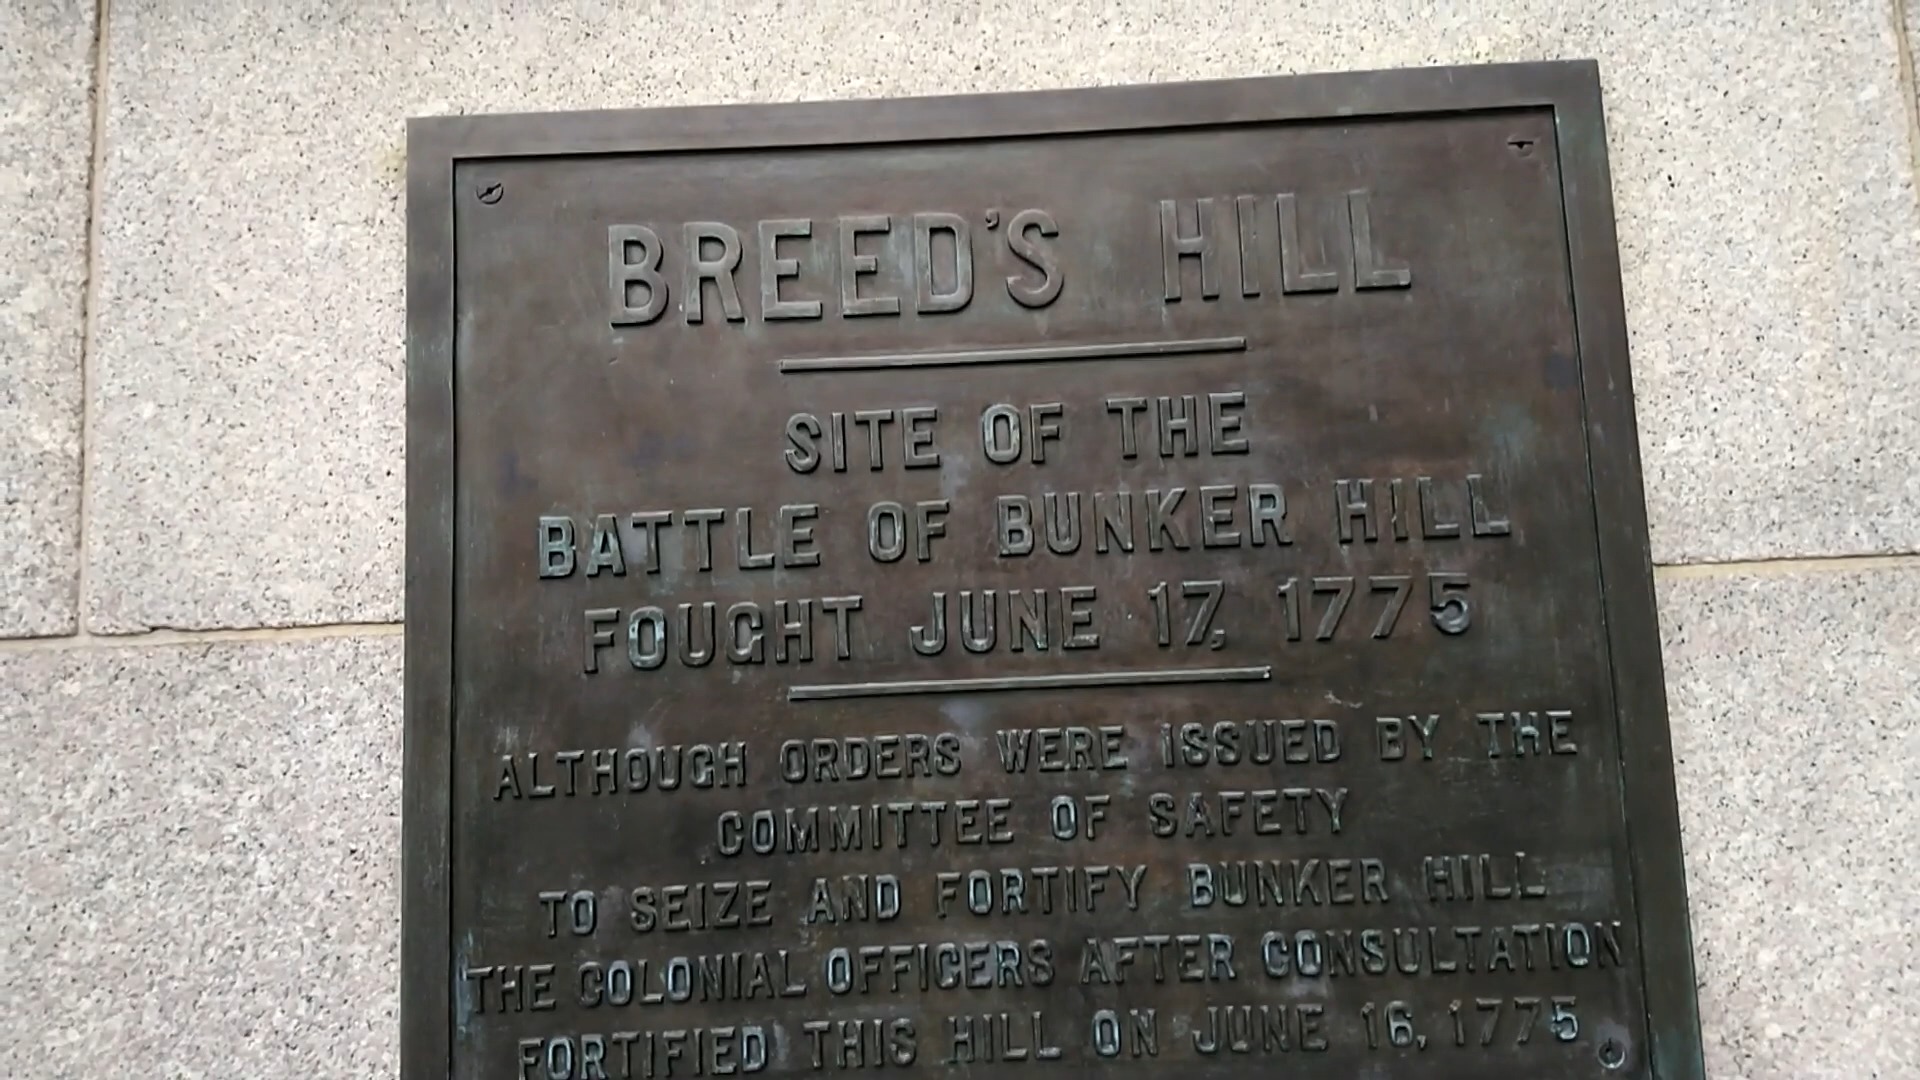 BREED'S HILL
SITE OF THE
BATTLE OF BUNKER HILL
FOUGHT JUNE 17, 1775
ALTHOUGH ORDERS WERE ISSUED BY THE
COMMITTEE OF SAFETY
TO SEIZE AND FORTIFY BUNKER HILL
THE COLONIAL OFFICERS AFTER CONSULTATION
FORTIFIED THIS HILL ON JUNE 16, 1775